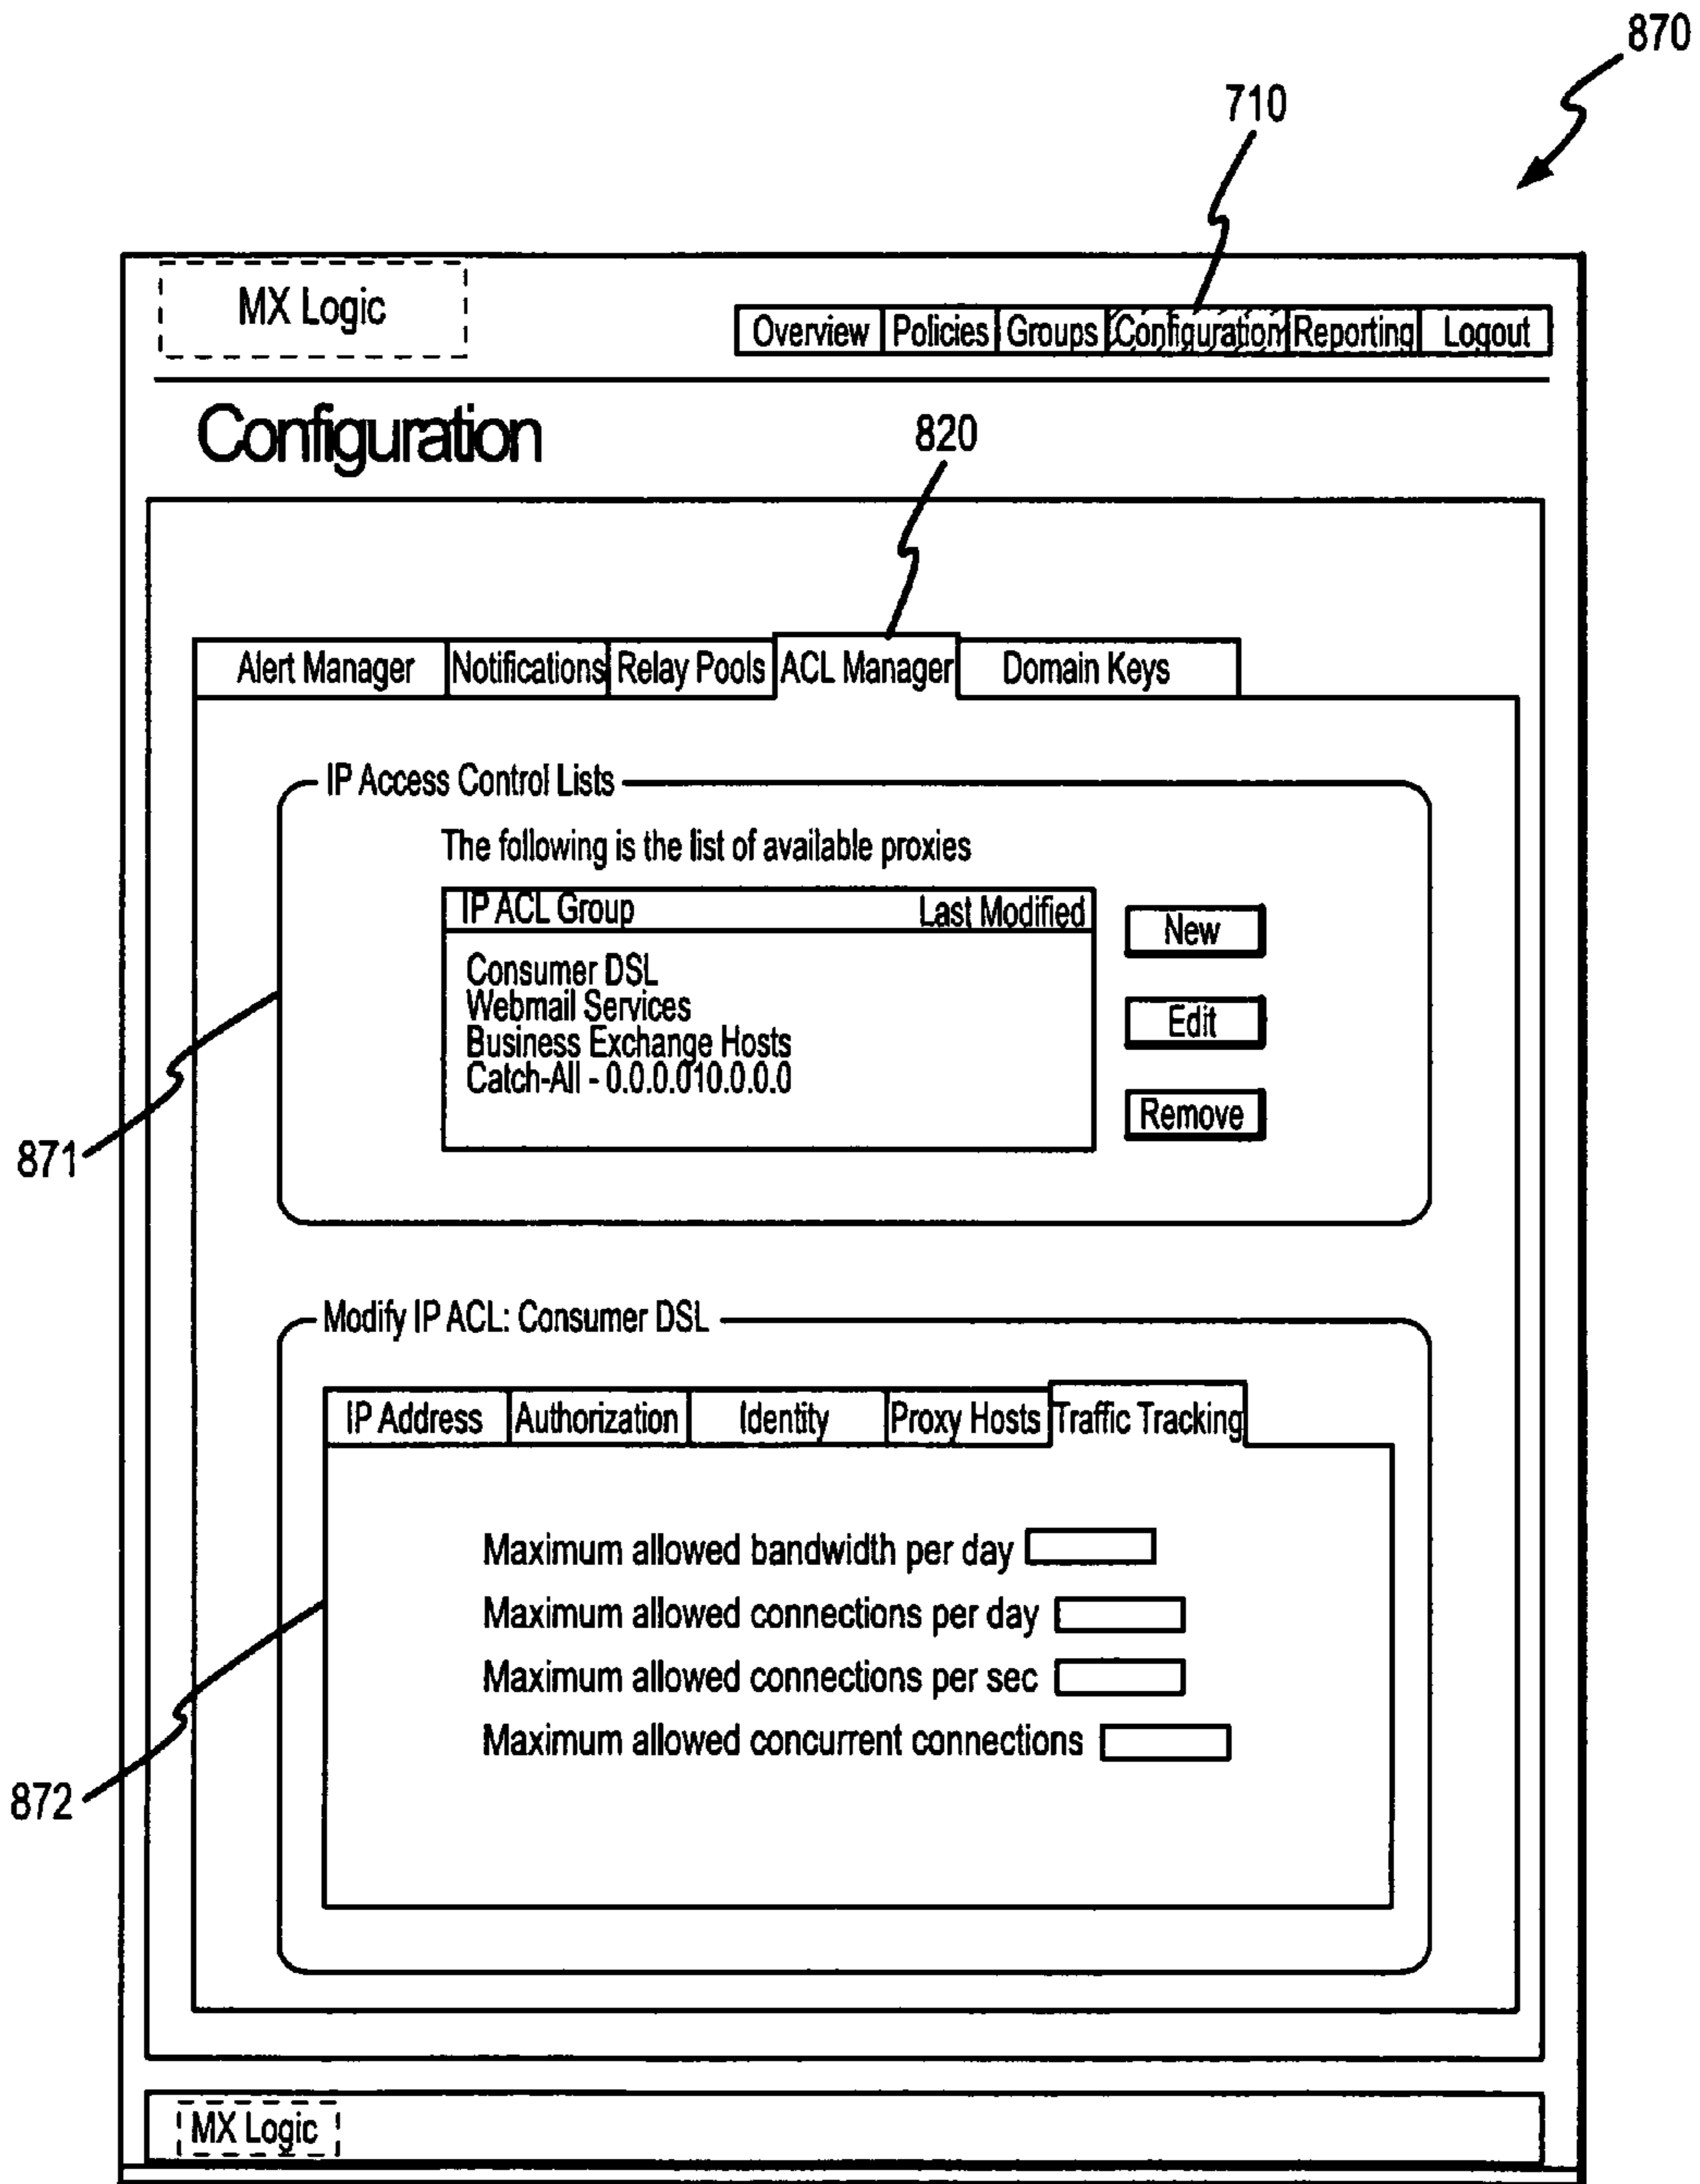 870
710
MX Logic
Overview Policies Groups Configuration Reporting Logout
Configuration
820
Alert Manager Notifications Relay Pools ACL Manager Domain Keys
IP Access Control Lists
The following is the list of available proxies
IP ACL Group Last Modified
New
Consumer DSL
Webmail Services
Edit
Business Exchange Hosts
Catch-All - 0.0.0.010.0.0.0
Remove
871
Modify IP ACL: Consumer DSL
IP Address Authorization Identity Proxy Hosts Traffic Tracking
Maximum allowed bandwidth per day
Maximum allowed connections per day
Maximum allowed connections per sec
Maximum allowed concurrent connections
872
MX Logic